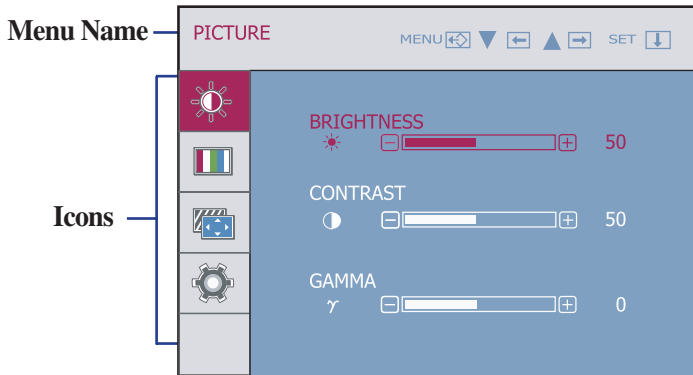 Menu Name
PICTURE MENU SET
BRIGHTNESS
50
CONTRAST
50
Icons
GAMMA
γ 0